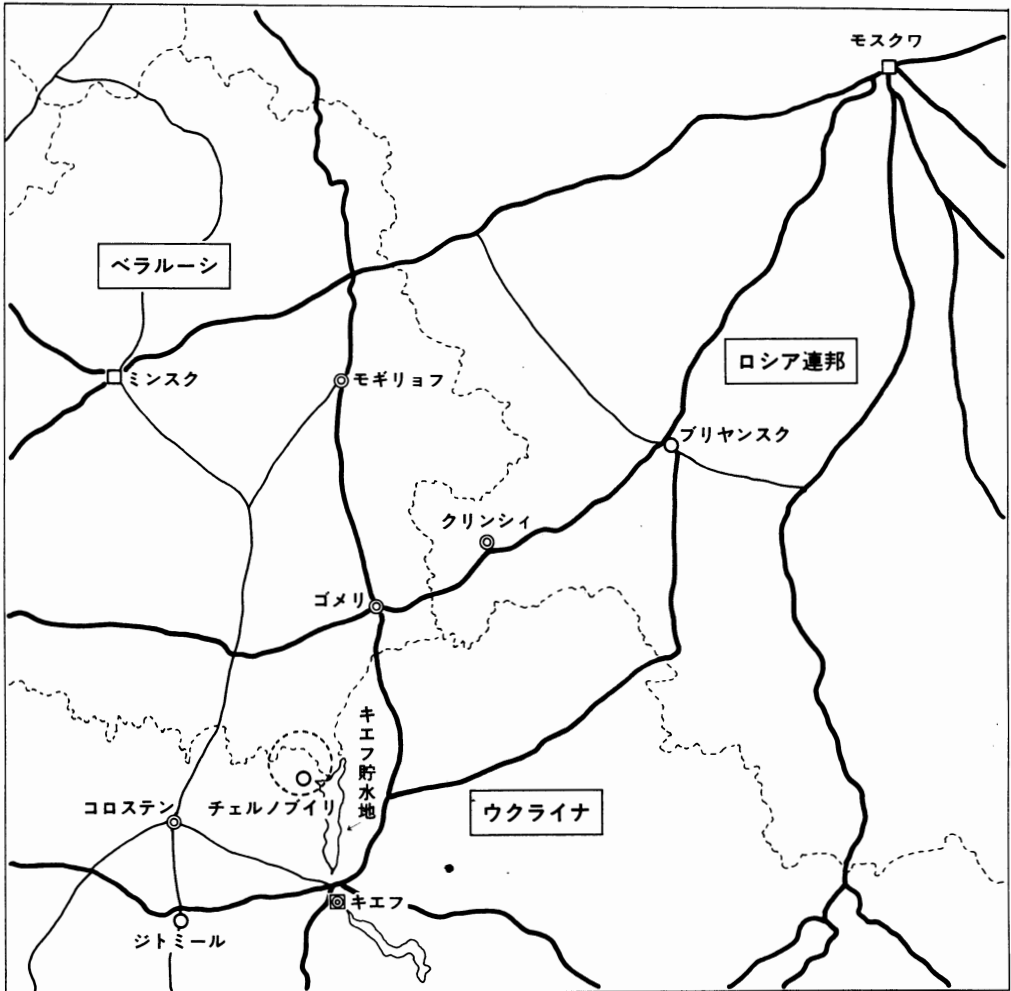 モスクワ
ベラルーシ
ロシア連邦
ミンスク
モギリョフ
ブリヤンスク
クリンシィ
ゴメリ
キエフ貯水地
コロステン
チェルノブイリ
ウクライナ
キエフ
ジトミール